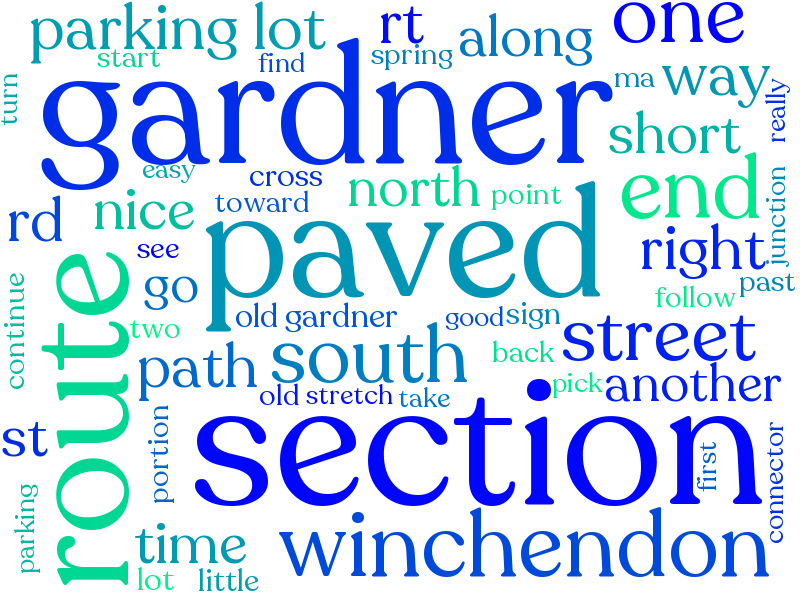 parking lot
rt
along
one
start
find
spring
turn
gardner
ma
way
really
short
easy
cross
toward
north
point
end
rd
nice
see
right
junction
paved
go
past
continue
route
two
old gardner
good
sign
follow
street
path
south
back
pick
another
old stretch
take
st
portion
section
first
connector
parking
time
winchendon
lot
little